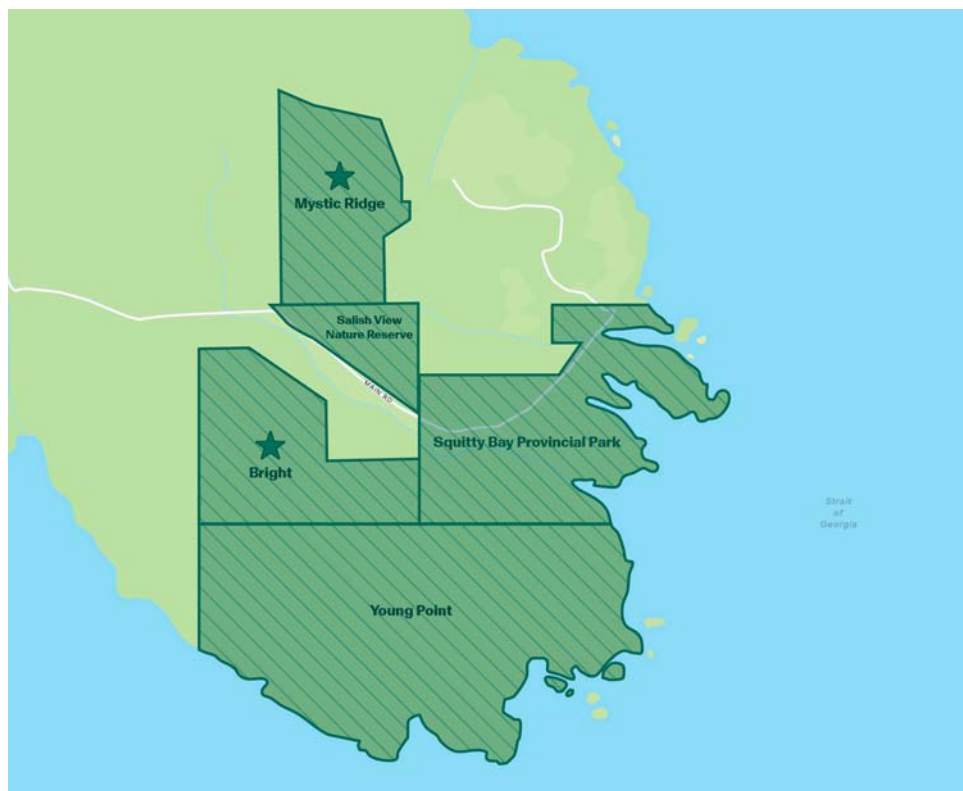 Mystic Ridge
Salish View
Nature Reserve
MAIN RD
Squitty Bay Provincial Park
Bright
Strait
of
Georgia
Young Point